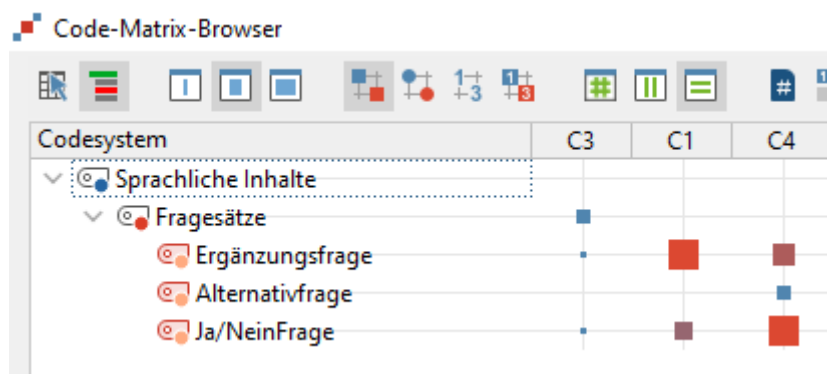 Code-Matrix-Browser
Codesystem C3 C1 C4
Sprachliche Inhalte
Fragesätze
Ergänzungsfrage
Alternativfrage
Ja/NeinFrage